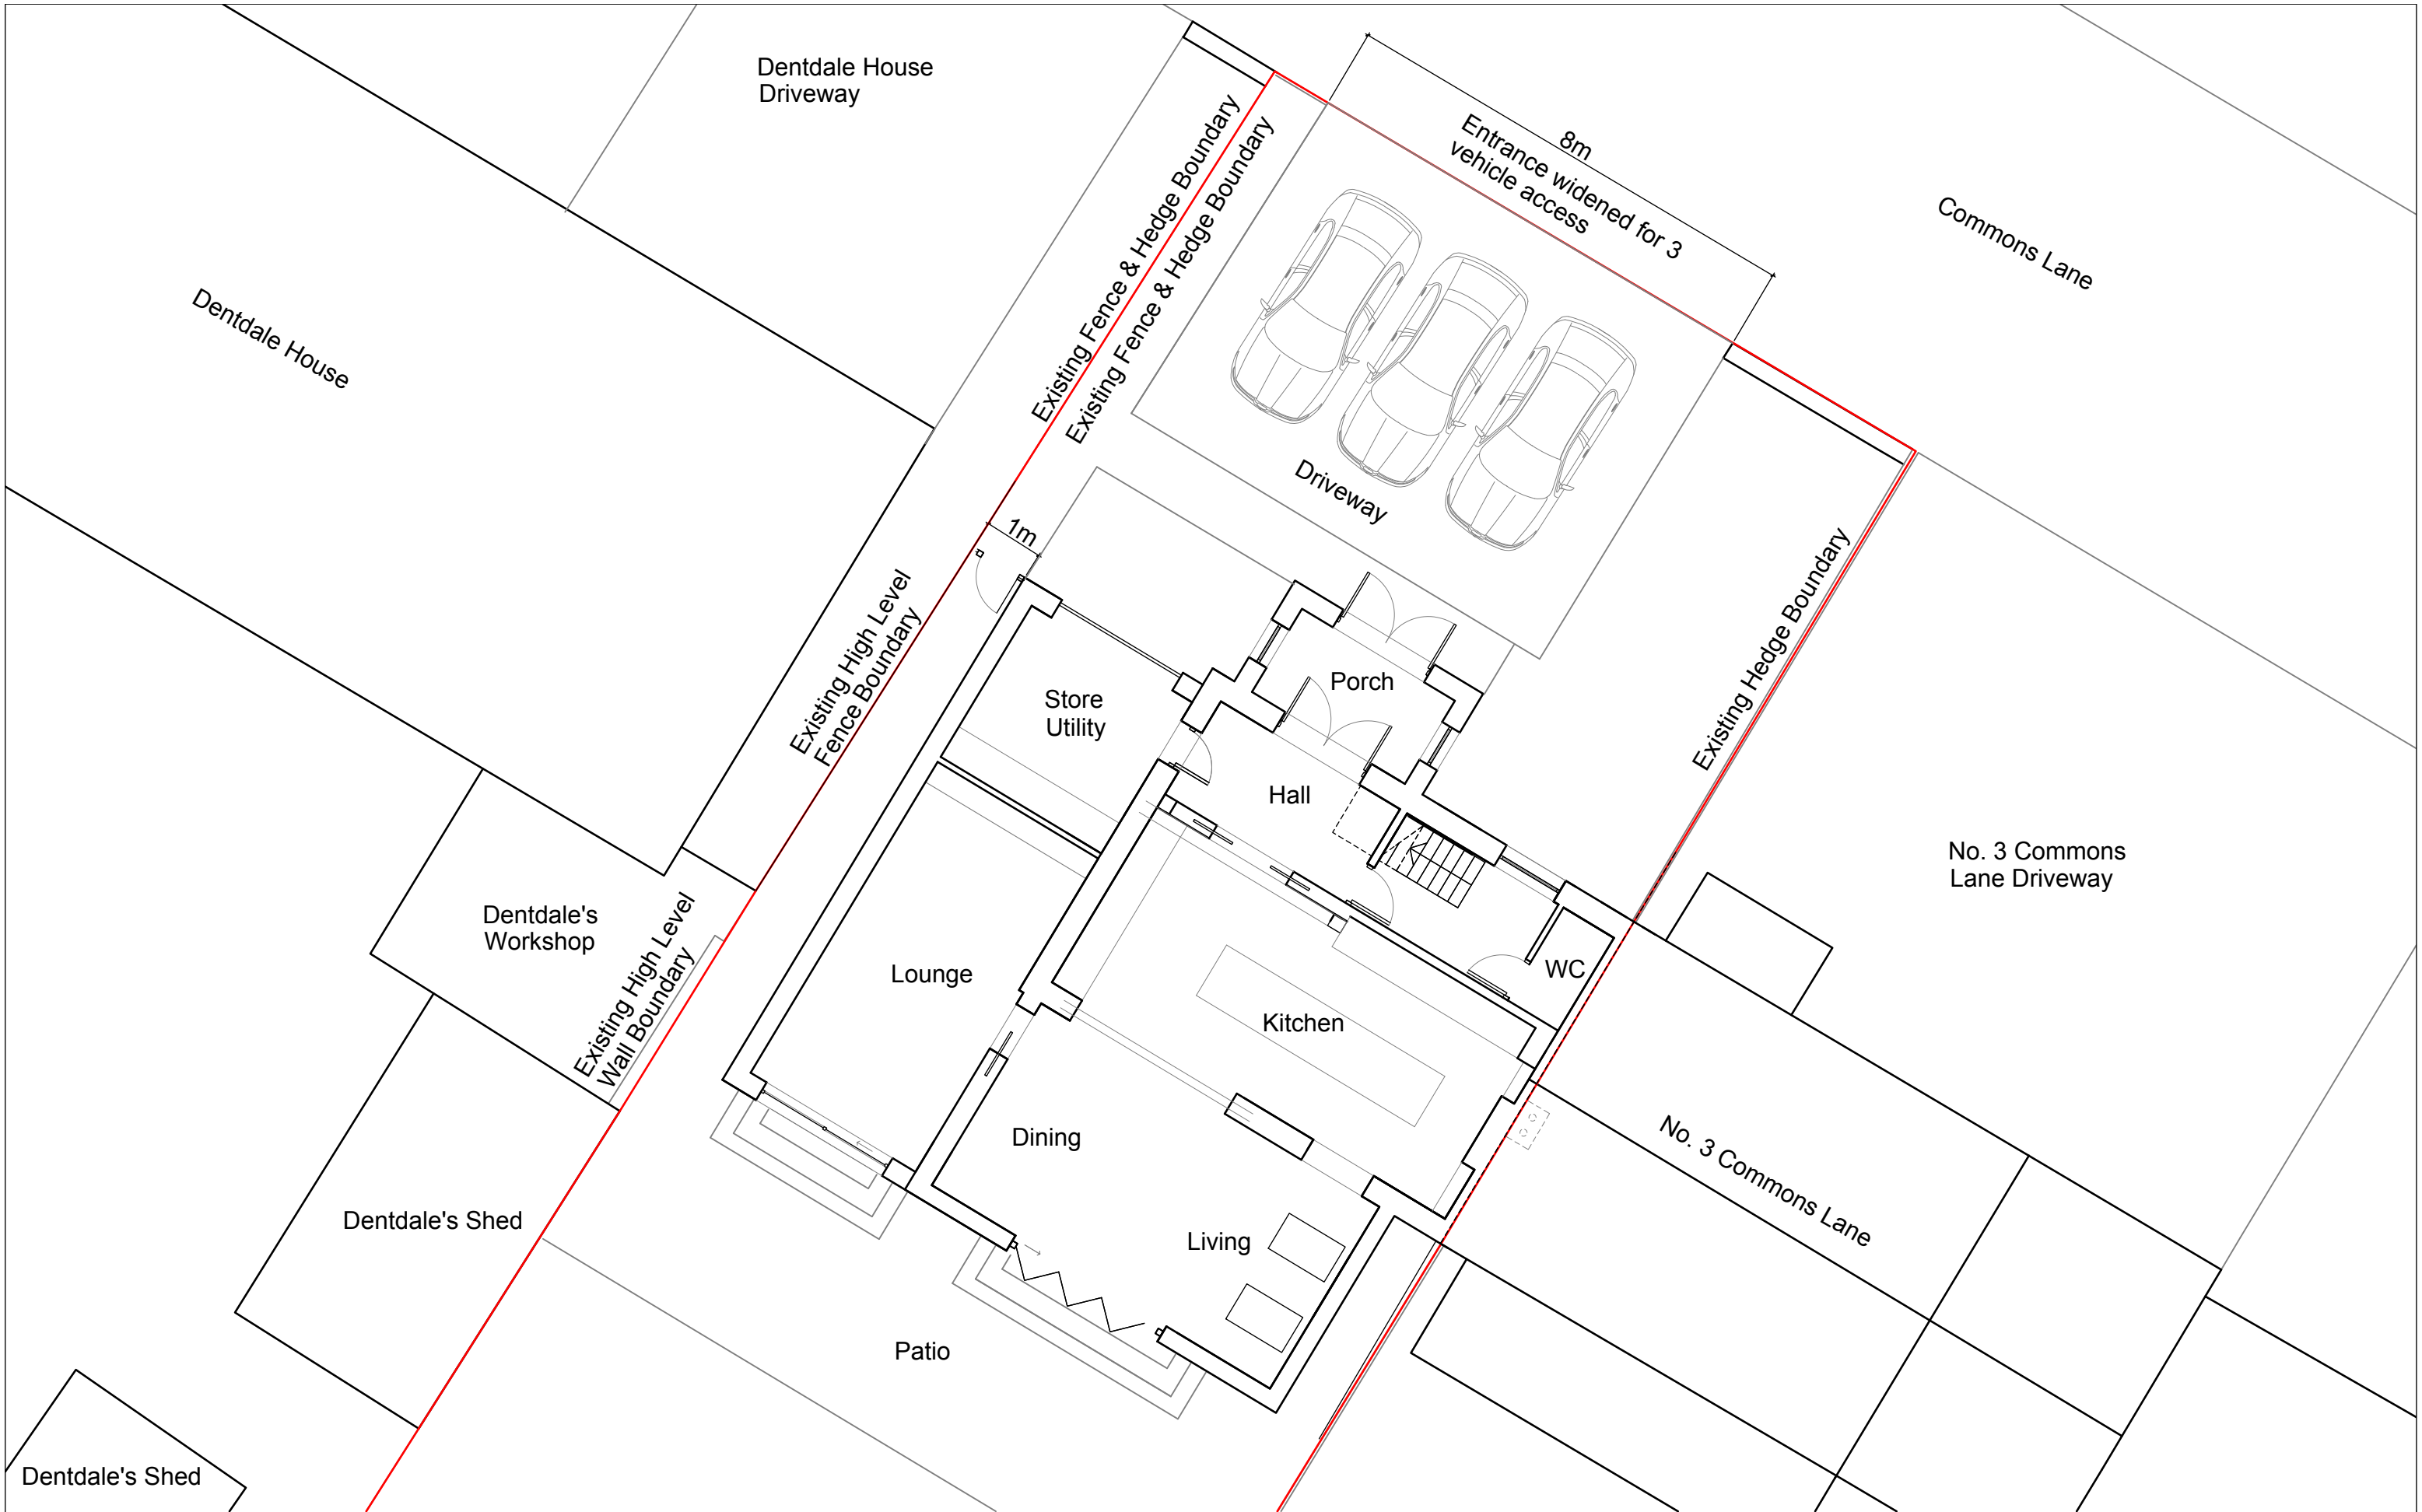 Dentdale House
Driveway
8m
Entrance widened for 3
vehicle access
Commons Lane
Existing Fence & Hedge Boundary
Existing Fence & Hedge Boundary
Dentdale House
Driveway
1m
Existing High Level
Fence Boundary
Existing Hedge Boundary
Store
Utility
Porch
Hall
No. 3 Commons
Lane Driveway
Dentdale's
Workshop
Existing High Level
Wall Boundary
Lounge
WC
Kitchen
Dining
No. 3 Commons Lane
Dentdale's Shed
Living
Patio
Dentdale's Shed